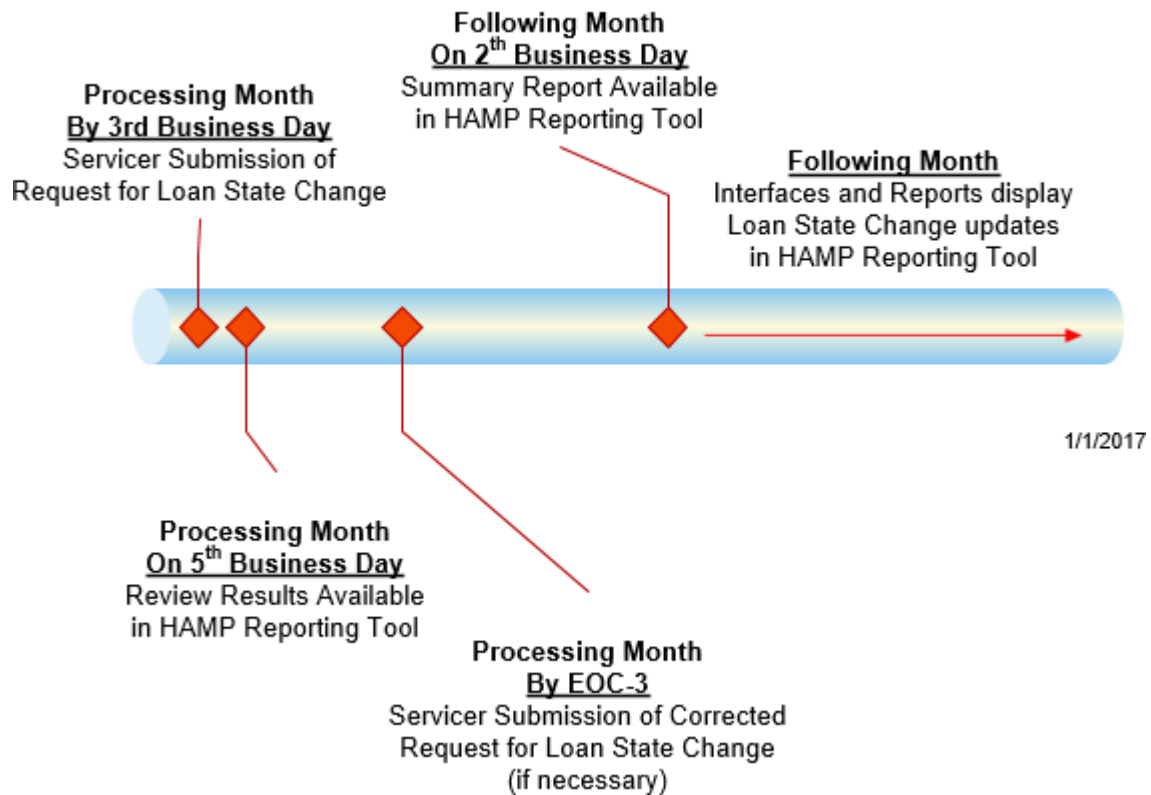 Processing Month
By 3rd Business Day
Servicer Submission of
Request for Loan State Change
Following Month
On 2th Business Day
Summary Report Available
in HAMP Reporting Tool
Following Month
Interfaces and Reports display
Loan State Change updates
in HAMP Reporting Tool
1/1/2017
Processing Month
On 5th Business Day
Review Results Available
in HAMP Reporting Tool
Processing Month
By EOC-3
Servicer Submission of Corrected
Request for Loan State Change
(if necessary)